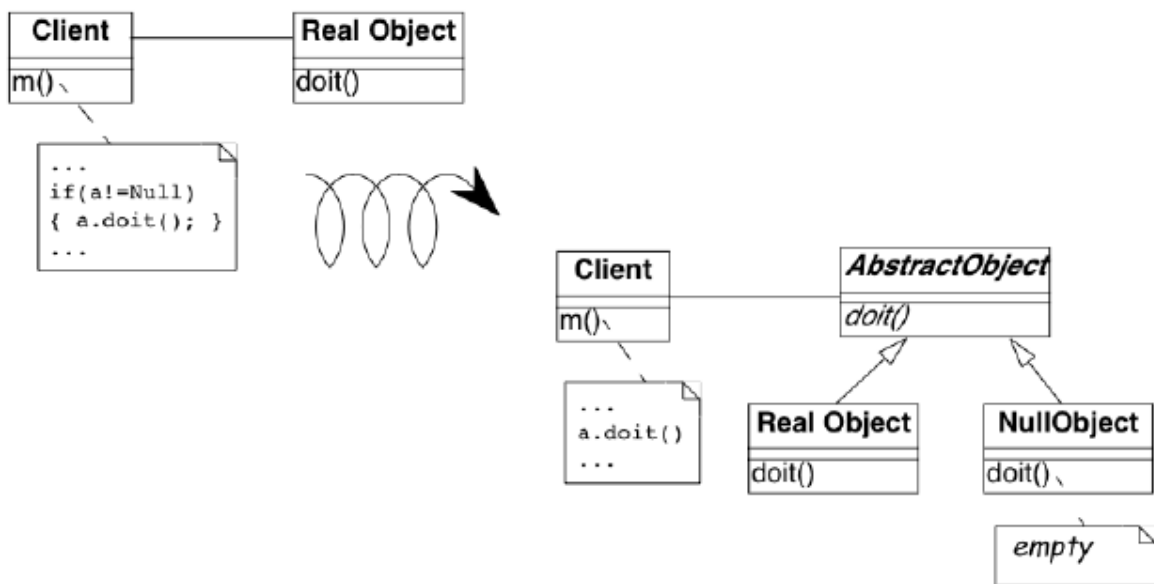 Client
Real Object
m()
doit()
...
if(a!=Null)
{ a.doit(); }
...
Client
AbstractObject
m()
doit()
...
a.doit()
...
Real Object
NullObject
doit()
doit()
empty